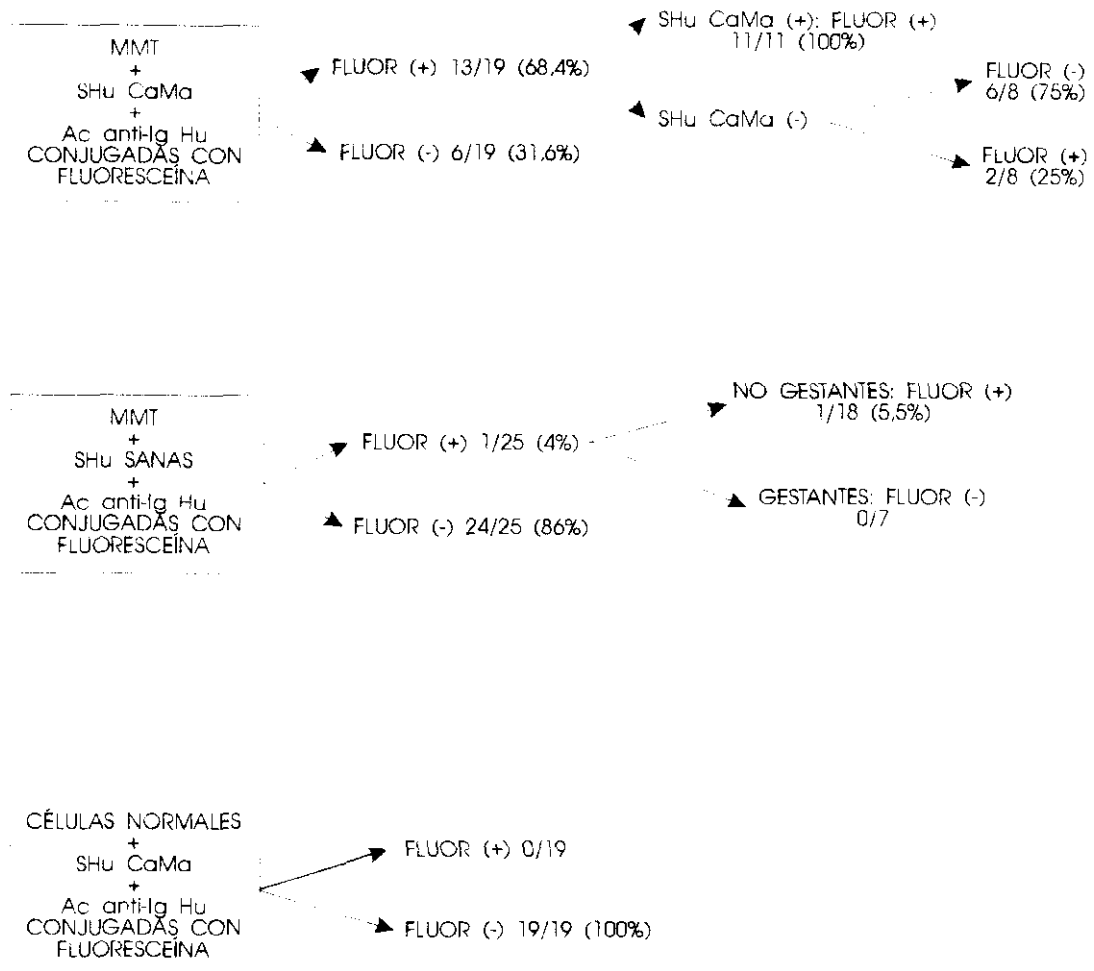 MMT
+
SHu CaMa
+
Ac anti-Ig Hu
CONJUGADAS CON
FLUORESCEÍNA
FLUOR (+) 13/19 (68,4%)
FLUOR (-) 6/19 (31,6%)
SHu CaMa (+): FLUOR (+)
11/11 (100%)
SHu CaMa (-)
FLUOR (-)
6/8 (75%)
FLUOR (+)
2/8 (25%)
MMT
+
SHu SANAS
+
Ac anti-Ig Hu
CONJUGADAS CON
FLUORESCEÍNA
FLUOR (+) 1/25 (4%)
FLUOR (-) 24/25 (86%)
NO GESTANTES: FLUOR (+)
1/18 (5,5%)
GESTANTES: FLUOR (-)
0/7
CÉLULAS NORMALES
+
SHu CaMa
+
Ac anti-Ig Hu
CONJUGADAS CON
FLUORESCEÍNA
FLUOR (+) 0/19
FLUOR (-) 19/19 (100%)